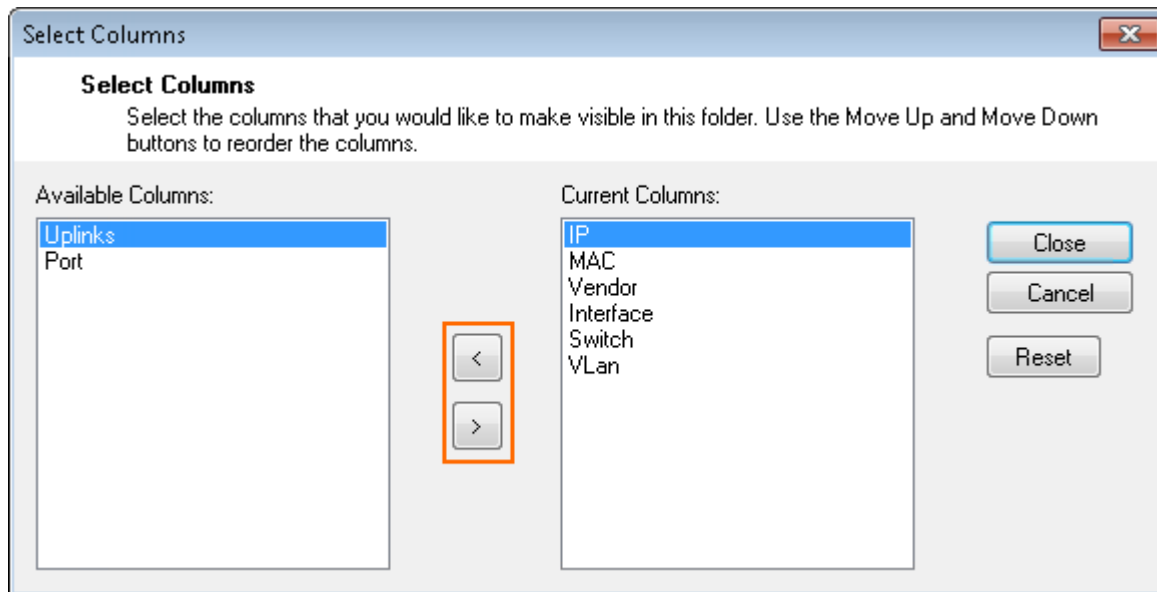 Select Columns
Select Columns
Select the columns that you would like to make visible in this folder. Use the Move Up and Move Down
buttons to reorder the columns.
Available Columns:
Uplinks
Port
<
>
Current Columns:
IP
MAC
Vendor
Interface
Switch
VLan
Close
Cancel
Reset